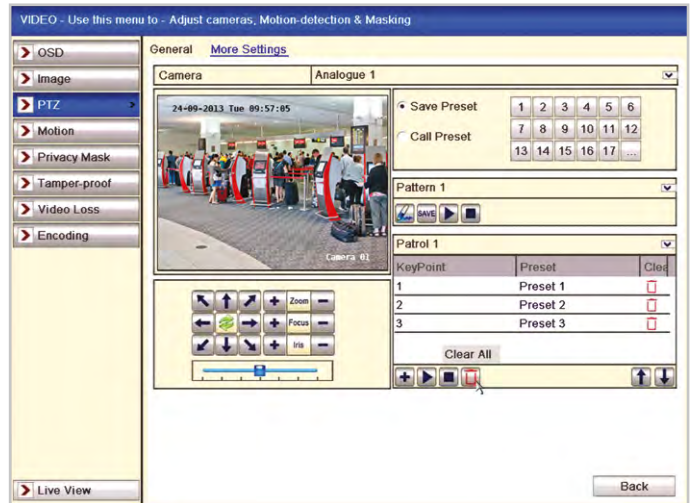 VIDEO - Use this menu to - Adjust cameras, Motion-detection & Masking
OSD
Image
PTZ
Motion
Privacy Mask
Tamper-proof
Video Loss
Encoding
Live View
General More Settings
Camera Analogue 1
24-09-2013 Tue 09:57:05
Camera 01
Zoom
Focus
Iris
Save Preset
Call Preset
1 2 3 4 5 6
7 8 9 10 11 12
13 14 15 16 17 ...
Pattern 1
SAVE
Patrol 1
KeyPoint Preset Clea
1 Preset 1
2 Preset 2
3 Preset 3
Clear All
Back